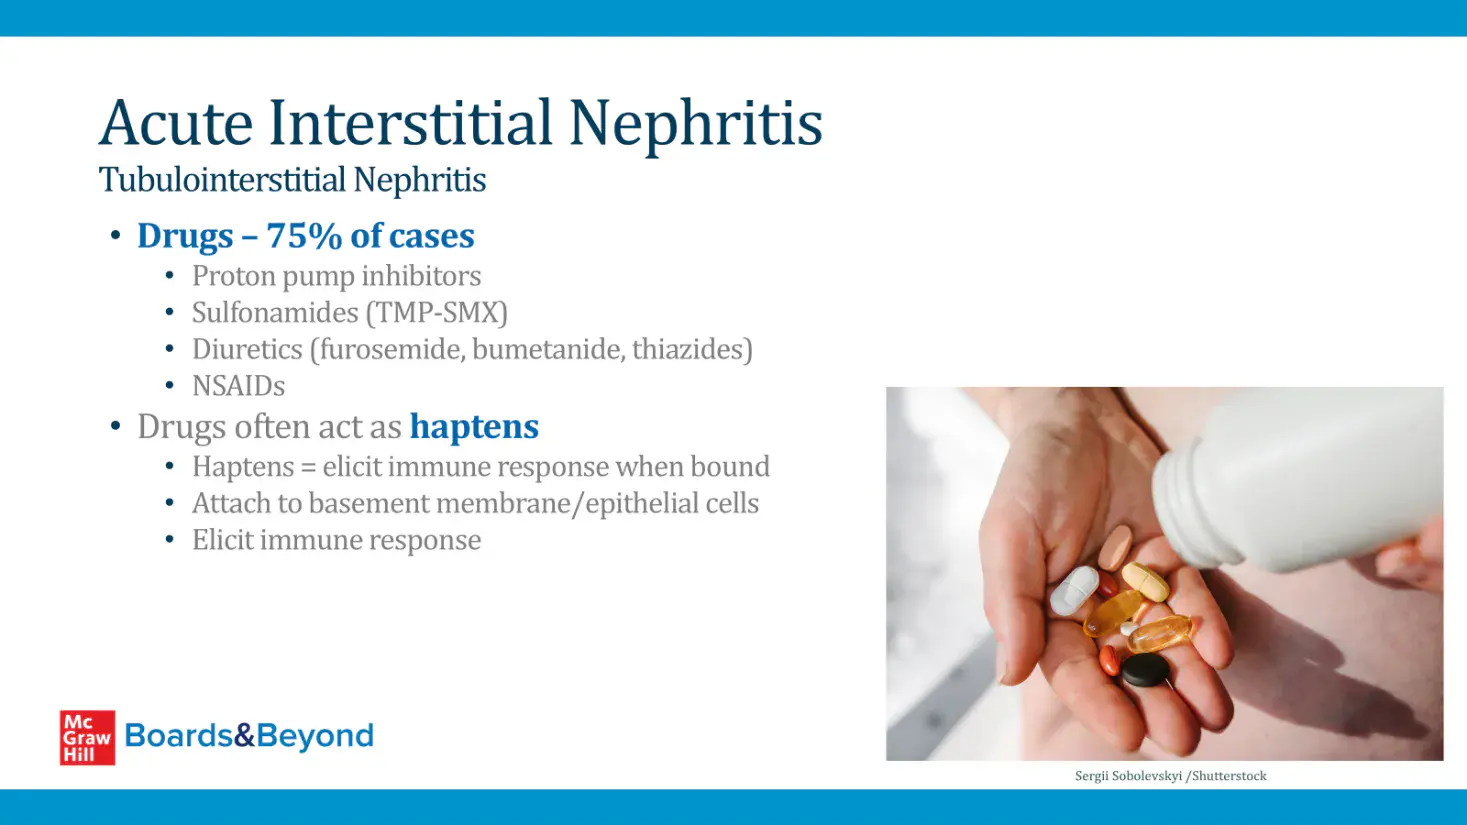 Acute Interstitial Nephritis
Tubulointerstitial Nephritis
• Drugs – 75% of cases
• Proton pump inhibitors
• Sulfonamides (TMP-SMX)
• Diuretics (furosemide, bumetanide, thiazides)
• NSAIDs
• Drugs often act as haptens
• Haptens = elicit immune response when bound
• Attach to basement membrane/epithelial cells
• Elicit immune response
Mc
Graw
Hill
Boards&Beyond
Sergii Sobolevskyi /Shutterstock